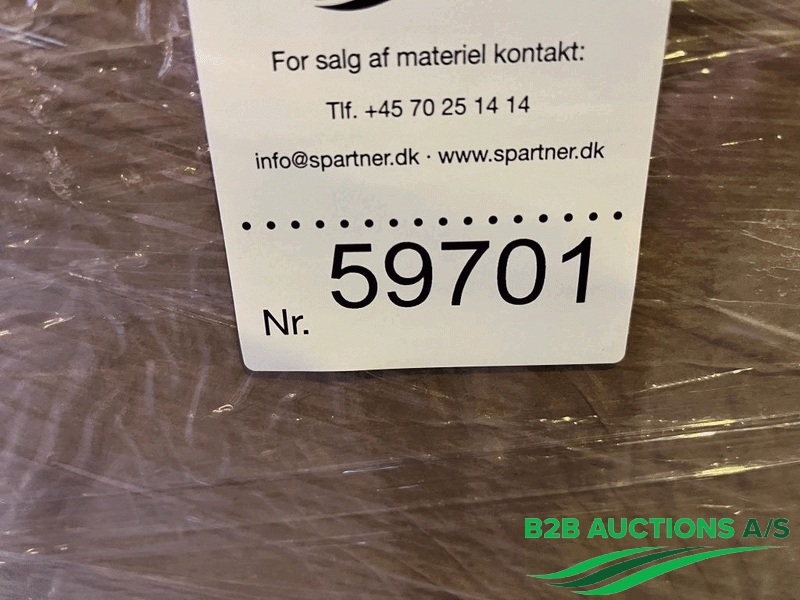 For salg af materiel kontakt:
Tlf. +45 70 25 14 14
info@spartner.dk · www.spartner.dk
Nr. 59701
B2B AUCTIONS A/S